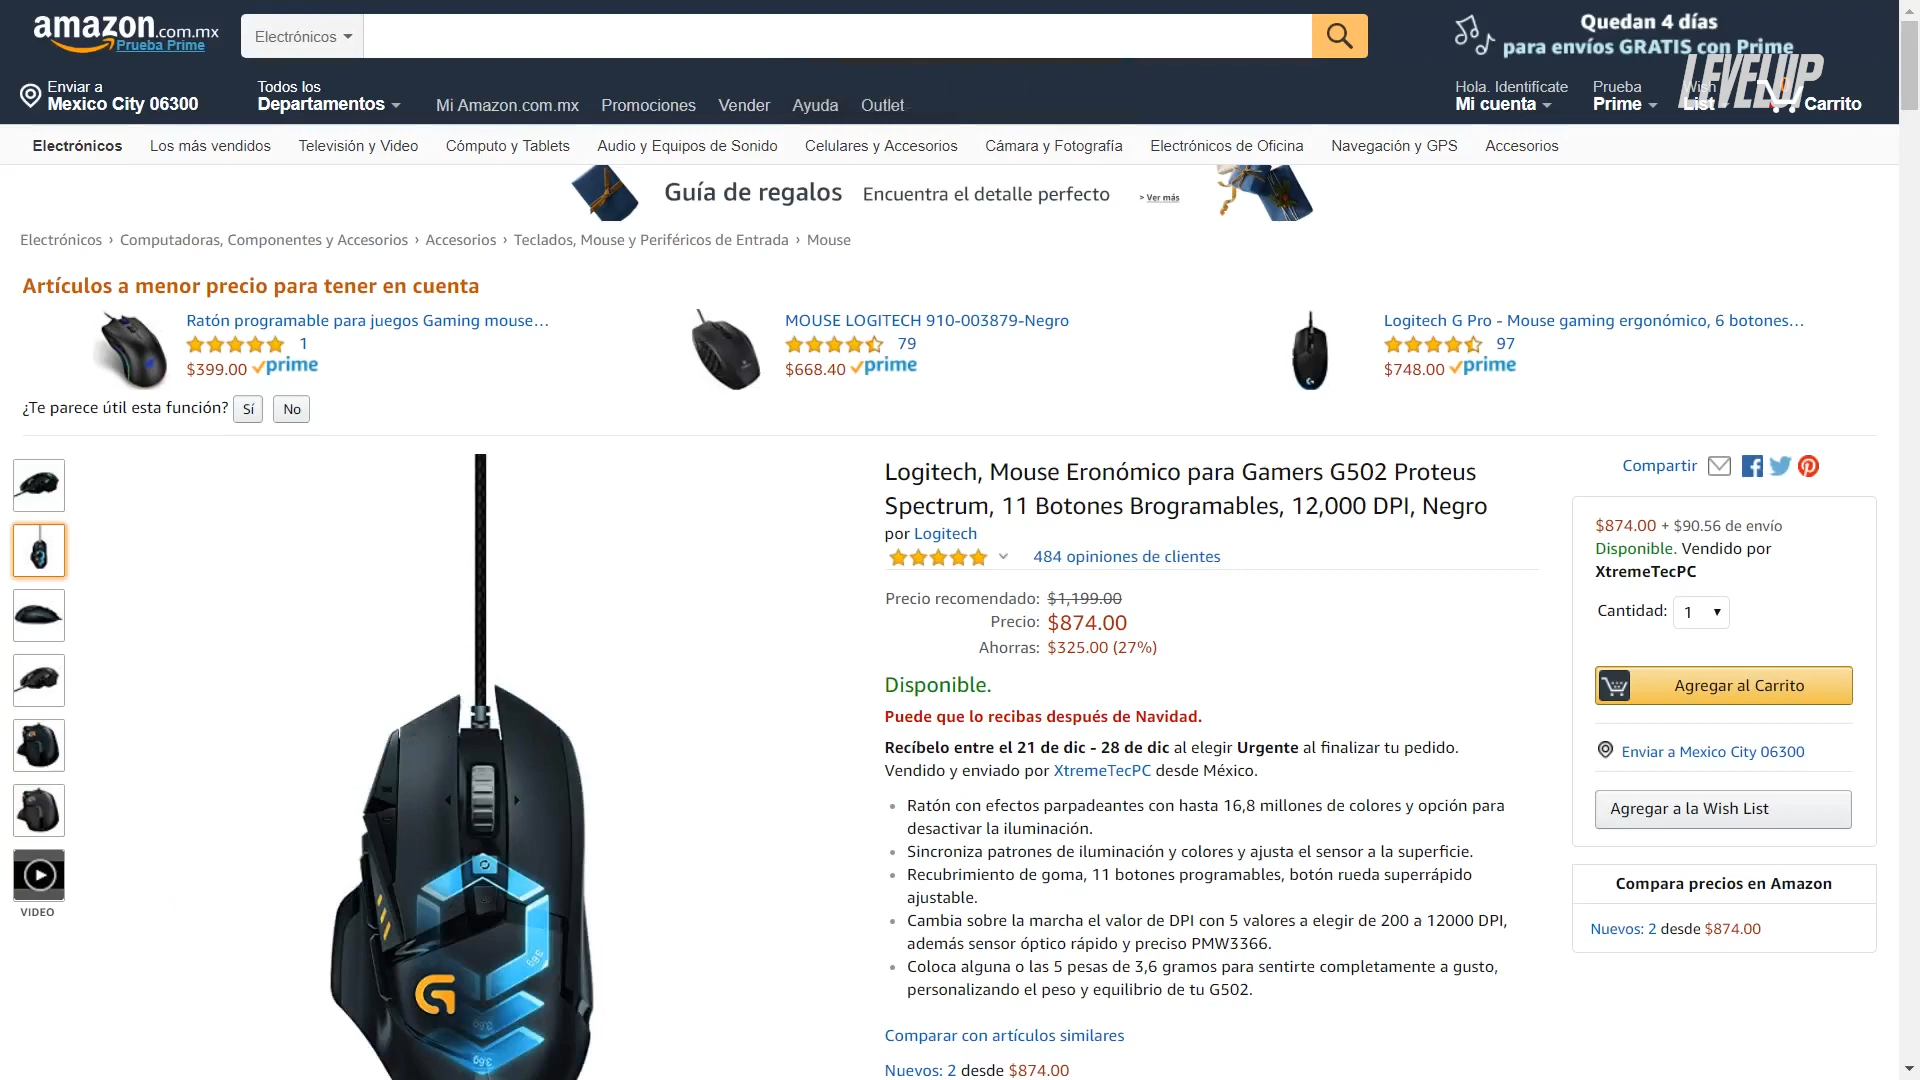 amazon.com.mx
Prueba Prime
Electrónicos
Quedan 4 días
para envíos GRATIS con Prime
Enviar a
Mexico City 06300
Todos los
Departamentos
Mi Amazon.com.mx Promociones Vender Ayuda Outlet
Hola. Identifícate
Mi cuenta
Prueba
Prime
Wish
List
LEVELUP
0
Carrito
Electrónicos Los más vendidos Televisión y Video Cómputo y Tablets Audio y Equipos de Sonido Celulares y Accesorios Cámara y Fotografía Electrónicos de Oficina Navegación y GPS Accesorios
Guía de regalos Encuentra el detalle perfecto > Ver más
Electrónicos › Computadoras, Componentes y Accesorios › Accesorios › Teclados, Mouse y Periféricos de Entrada › Mouse
Artículos a menor precio para tener en cuenta
Ratón programable para juegos Gaming mouse…
1
$399.00 prime
MOUSE LOGITECH 910-003879-Negro
79
$668.40 prime
Logitech G Pro - Mouse gaming ergonómico, 6 botones…
97
$748.00 prime
¿Te parece útil esta función? Sí No
VIDEO
G
3.6g
3.6g
3.6g
Logitech, Mouse Eronómico para Gamers G502 Proteus
Spectrum, 11 Botones Brogramables, 12,000 DPI, Negro
por Logitech
484 opiniones de clientes
Precio recomendado: $1,199.00
Precio: $874.00
Ahorras: $325.00 (27%)
Disponible.
Puede que lo recibas después de Navidad.
Recíbelo entre el 21 de dic - 28 de dic al elegir Urgente al finalizar tu pedido.
Vendido y enviado por XtremeTecPC desde México.
Ratón con efectos parpadeantes con hasta 16,8 millones de colores y opción para
desactivar la iluminación.
Sincroniza patrones de iluminación y colores y ajusta el sensor a la superficie.
Recubrimiento de goma, 11 botones programables, botón rueda superrápido
ajustable.
Cambia sobre la marcha el valor de DPI con 5 valores a elegir de 200 a 12000 DPI,
además sensor óptico rápido y preciso PMW3366.
Coloca alguna o las 5 pesas de 3,6 gramos para sentirte completamente a gusto,
personalizando el peso y equilibrio de tu G502.
Comparar con artículos similares
Nuevos: 2 desde $874.00
Compartir
$874.00 + $90.56 de envío
Disponible. Vendido por
XtremeTecPC
Cantidad: 1
Agregar al Carrito
Enviar a Mexico City 06300
Agregar a la Wish List
Compara precios en Amazon
Nuevos: 2 desde $874.00